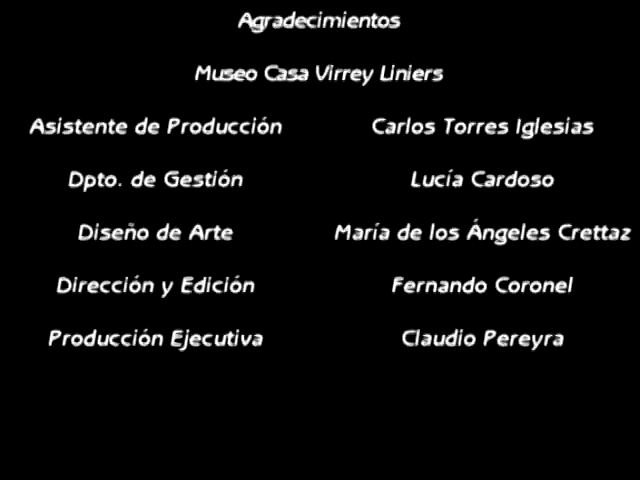 Agradecimientos
Museo Casa Virrey Liniers
Asistente de Producción Carlos Torres Iglesias
Dpto. de Gestión Lucía Cardoso
Diseño de Arte María de los Ángeles Crettaz
Dirección y Edición Fernando Coronel
Producción Ejecutiva Claudio Pereyra